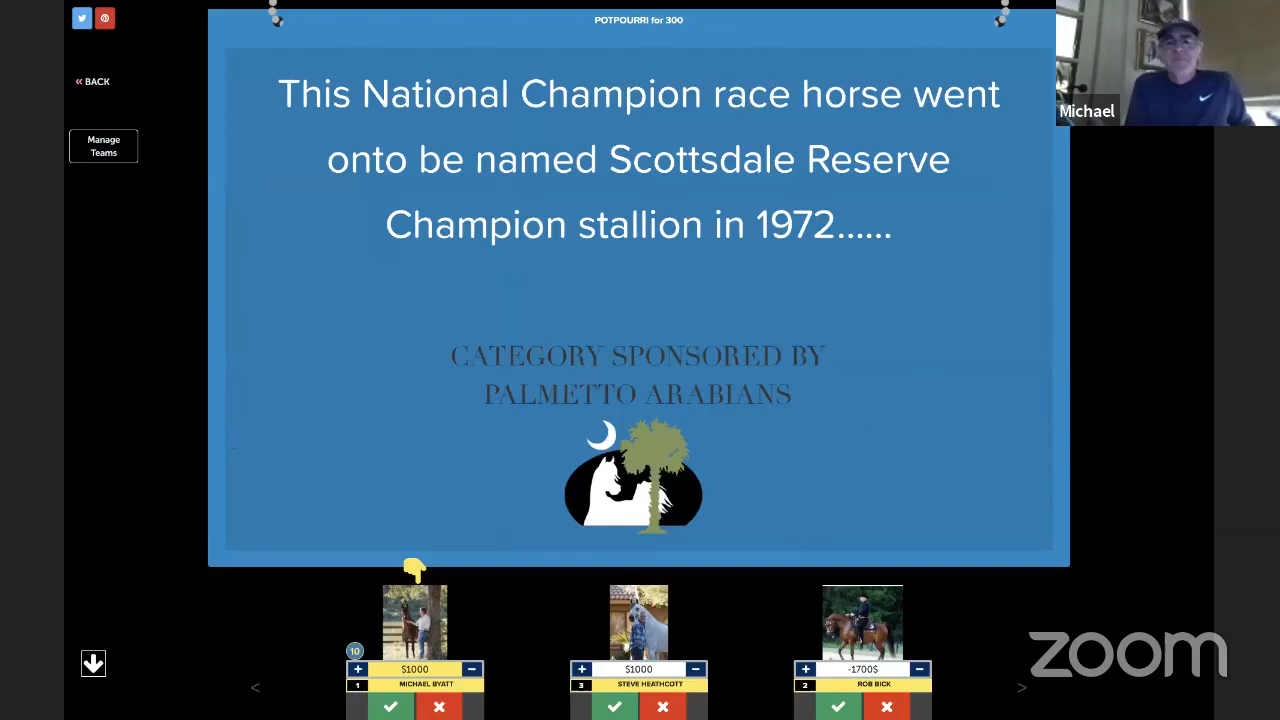 POTPOURRI for 300
« BACK
Manage
Teams
This National Champion race horse went
onto be named Scottsdale Reserve
Champion stallion in 1972......
Michael
CATEGORY SPONSORED BY
PALMETTO ARABIANS
10
+ $1000 −
1 MICHAEL BYATT
+ $1000 −
3 STEVE HEATHCOTT
+ -1700$ −
2 ROB BICK
zoom